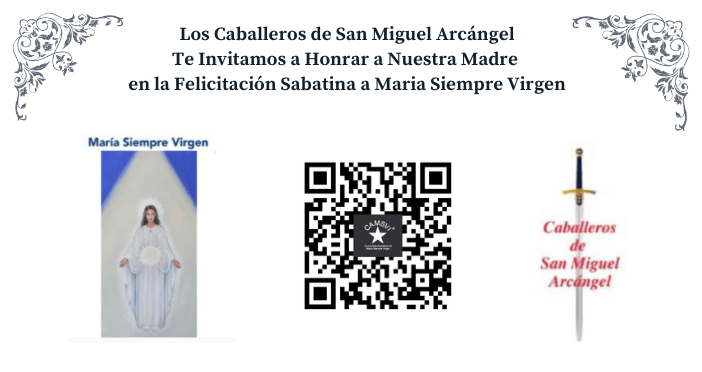 Los Caballeros de San Miguel Arcángel
Te Invitamos a Honrar a Nuestra Madre
en la Felicitación Sabatina a Maria Siempre Virgen
María Siempre Virgen
CAMSV
Caballeros
de
San Miguel
Arcángel